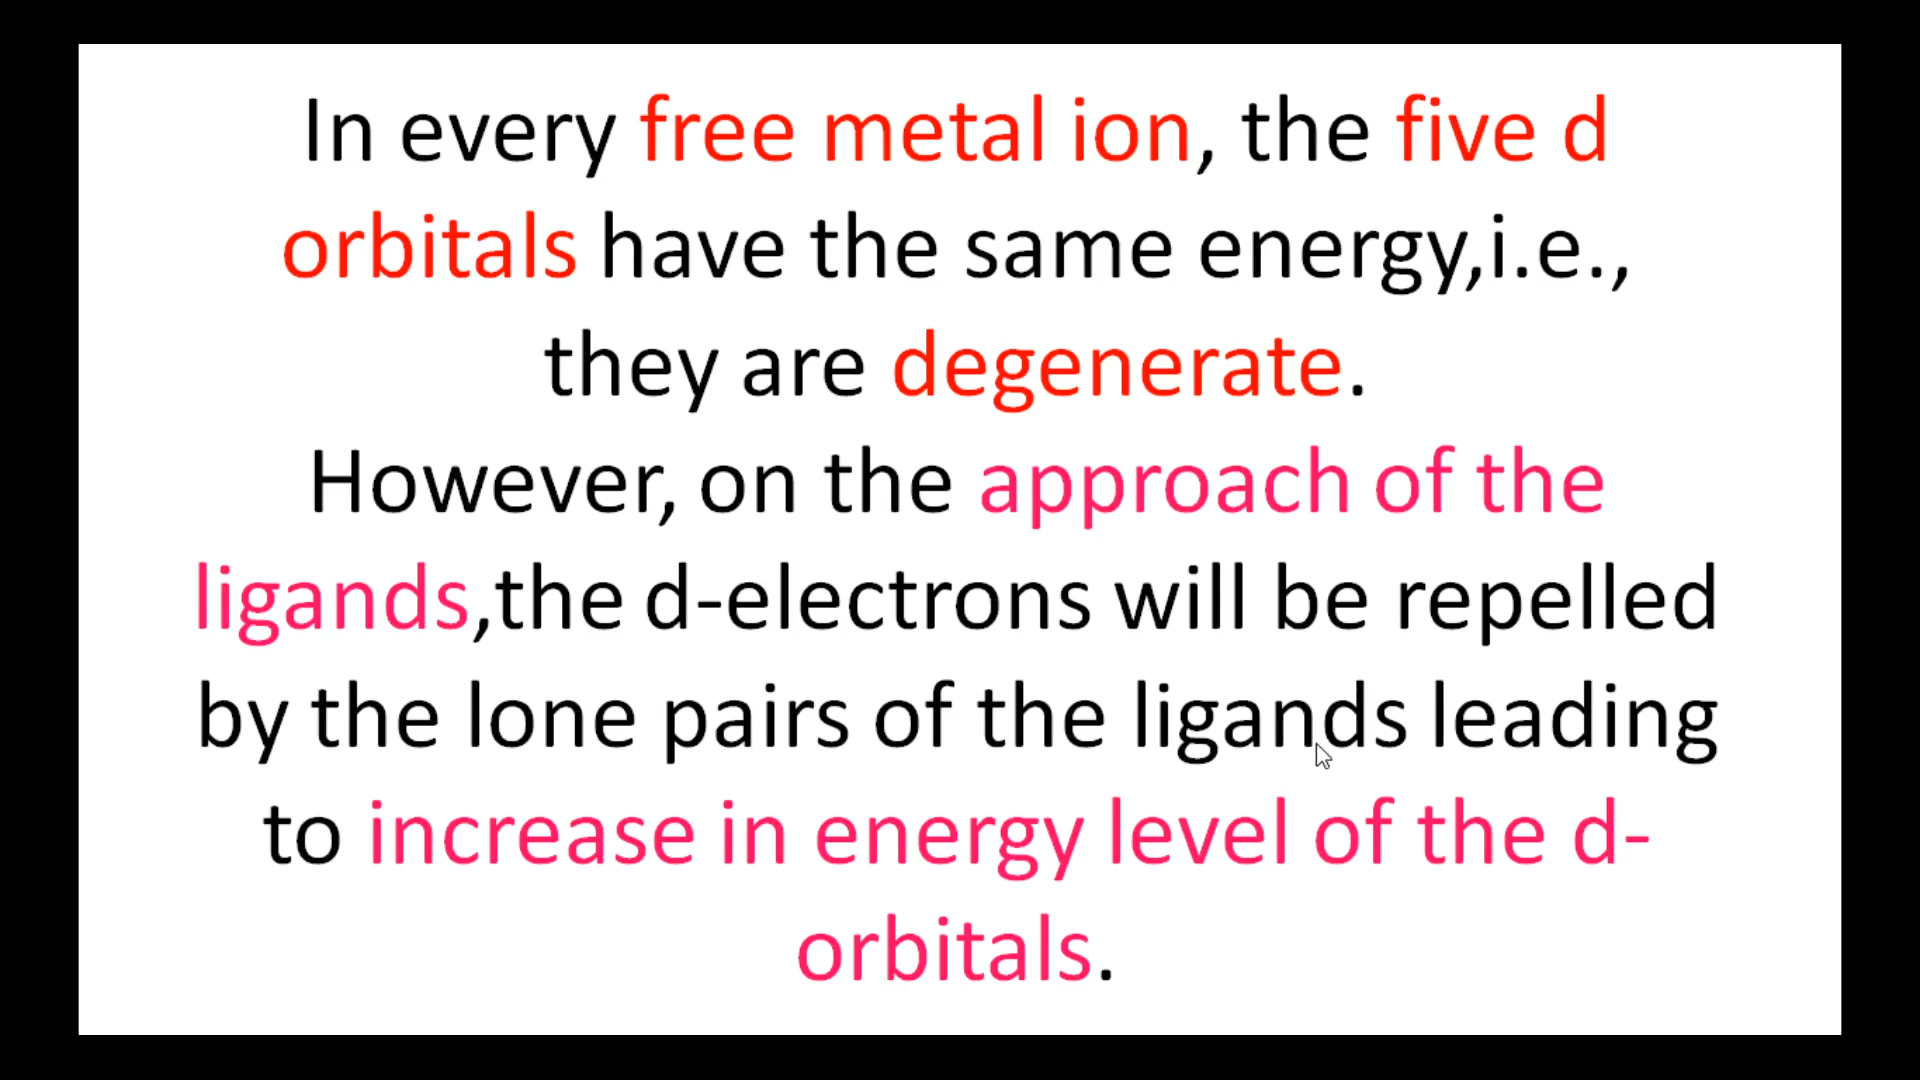 In every free metal ion, the five d
orbitals have the same energy,i.e.,
they are degenerate.
However, on the approach of the
ligands,the d-electrons will be repelled
by the lone pairs of the ligands leading
to increase in energy level of the d-
orbitals.